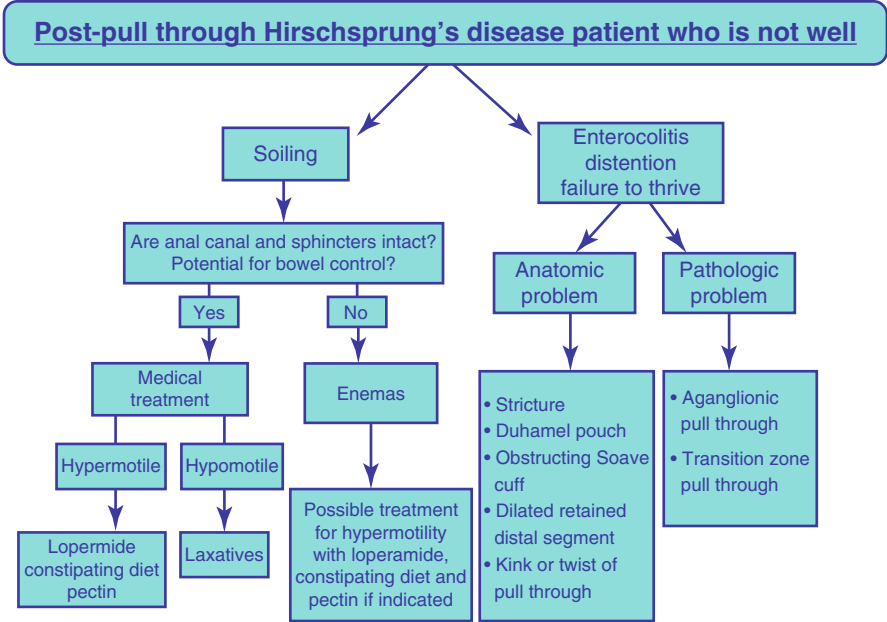 Post-pull through Hirschsprung's disease patient who is not well
Soiling
Enterocolitis
distention
failure to thrive
Are anal canal and sphincters intact?
Potential for bowel control?
Anatomic
problem
Pathologic
problem
Yes
No
Medical
treatment
Enemas
Hypermotile
Hypomotile
Lopermide
constipating diet
pectin
Laxatives
Possible treatment
for hypermotility
with loperamide,
constipating diet and
pectin if indicated
• Stricture
• Duhamel pouch
• Obstructing Soave
cuff
• Dilated retained
distal segment
• Kink or twist of
pull through
• Aganglionic
pull through
• Transition zone
pull through